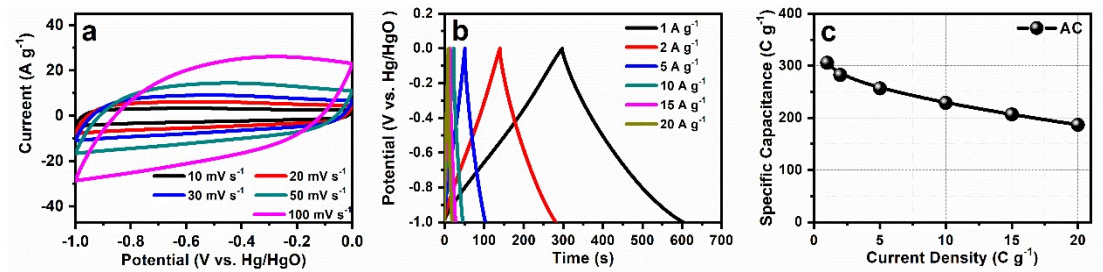 a
Current (A g⁻¹)
40
20
0
-20
-40
10 mV s⁻¹ 20 mV s⁻¹
30 mV s⁻¹ 50 mV s⁻¹
100 mV s⁻¹
-1.0 -0.8 -0.6 -0.4 -0.2 0.0
Potential (V vs. Hg/HgO)
b
Potential (V vs. Hg/HgO)
0.2
0.0
-0.2
-0.4
-0.6
-0.8
-1.0
1 A g⁻¹
2 A g⁻¹
5 A g⁻¹
10 A g⁻¹
15 A g⁻¹
20 A g⁻¹
0 100 200 300 400 500 600 700
Time (s)
c
Specific Capacitance (C g⁻¹)
400
300
200
100
0
AC
0 5 10 15 20
Current Density (C g⁻¹)